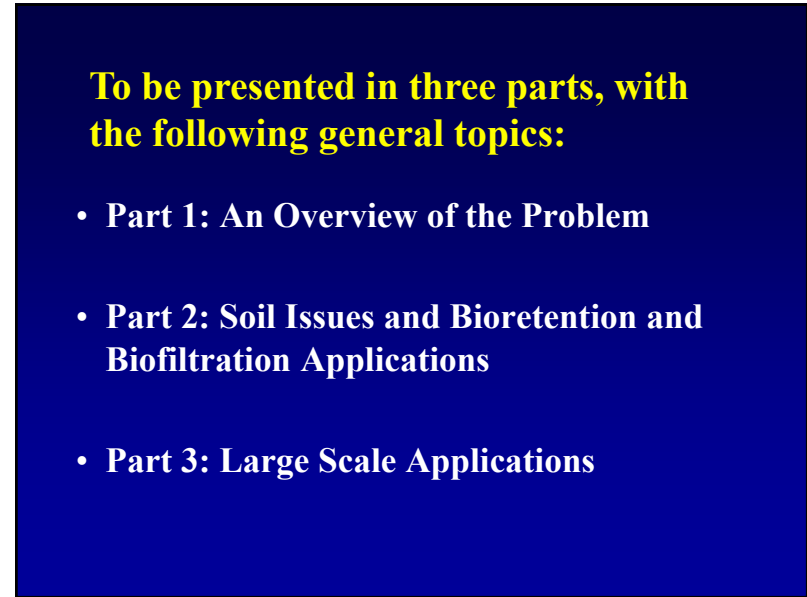 To be presented in three parts, with
the following general topics:
• Part 1: An Overview of the Problem
• Part 2: Soil Issues and Bioretention and
Biofiltration Applications
• Part 3: Large Scale Applications